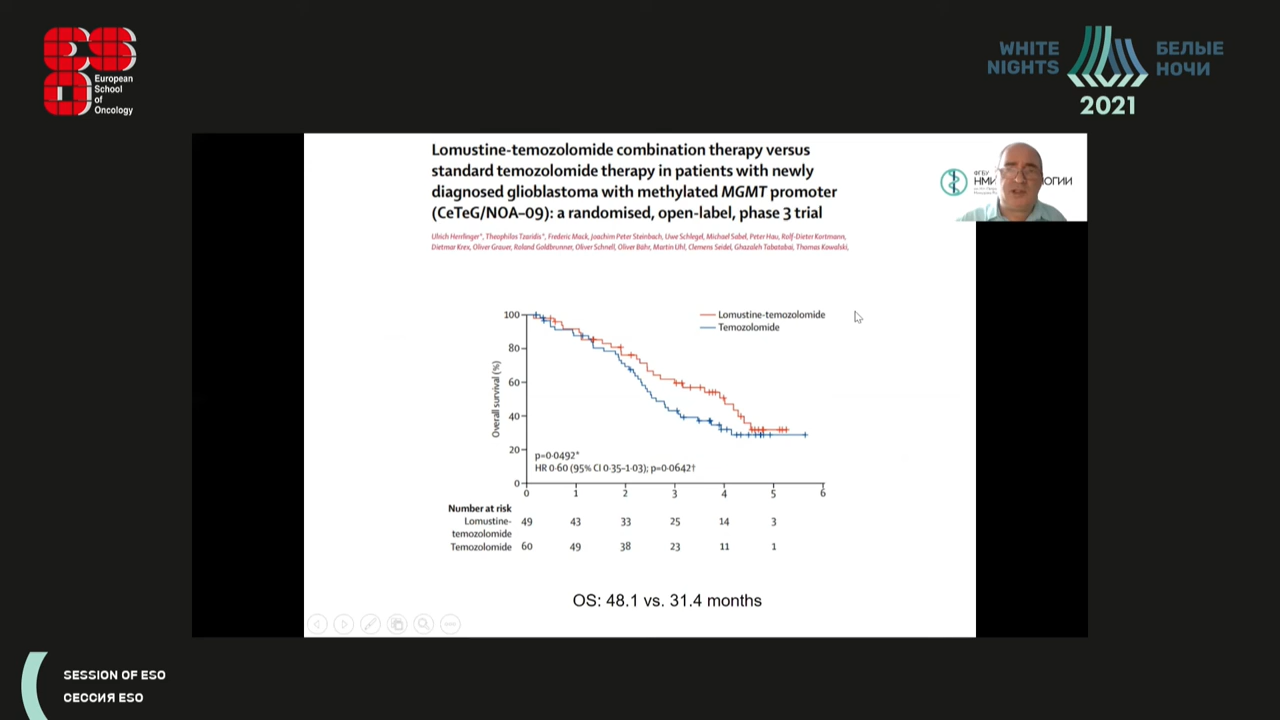 European
School
of
Oncology
WHITE
NIGHTS
БЕЛЫЕ
НОЧИ
2021
Lomustine-temozolomide combination therapy versus
standard temozolomide therapy in patients with newly
diagnosed glioblastoma with methylated MGMT promoter
(CeTeG/NOA–09): a randomised, open-label, phase 3 trial
Ulrich Herrlinger*, Theophilos Tzaridis*, Frederic Mack, Joachim Peter Steinbach, Uwe Schlegel, Michael Sabel, Peter Hau, Rolf-Dieter Kortmann,
Dietmar Krex, Oliver Grauer, Roland Goldbrunner, Oliver Schnell, Oliver Bähr, Martin Uhl, Clemens Seidel, Ghazaleh Tabatabai, Thomas Kowalski,
ФГБУ
Lomustine-temozolomide
Temozolomide
Overall survival (%)
100
80
60
40
20
0
p=0·0492*
HR 0·60 (95% CI 0·35–1·03); p=0·0642†
0 1 2 3 4 5 6
Number at risk
Lomustine-temozolomide 49 43 33 25 14 3
Temozolomide 60 49 38 23 11 1
OS: 48.1 vs. 31.4 months
SESSION OF ESO
СЕССИЯ ESO